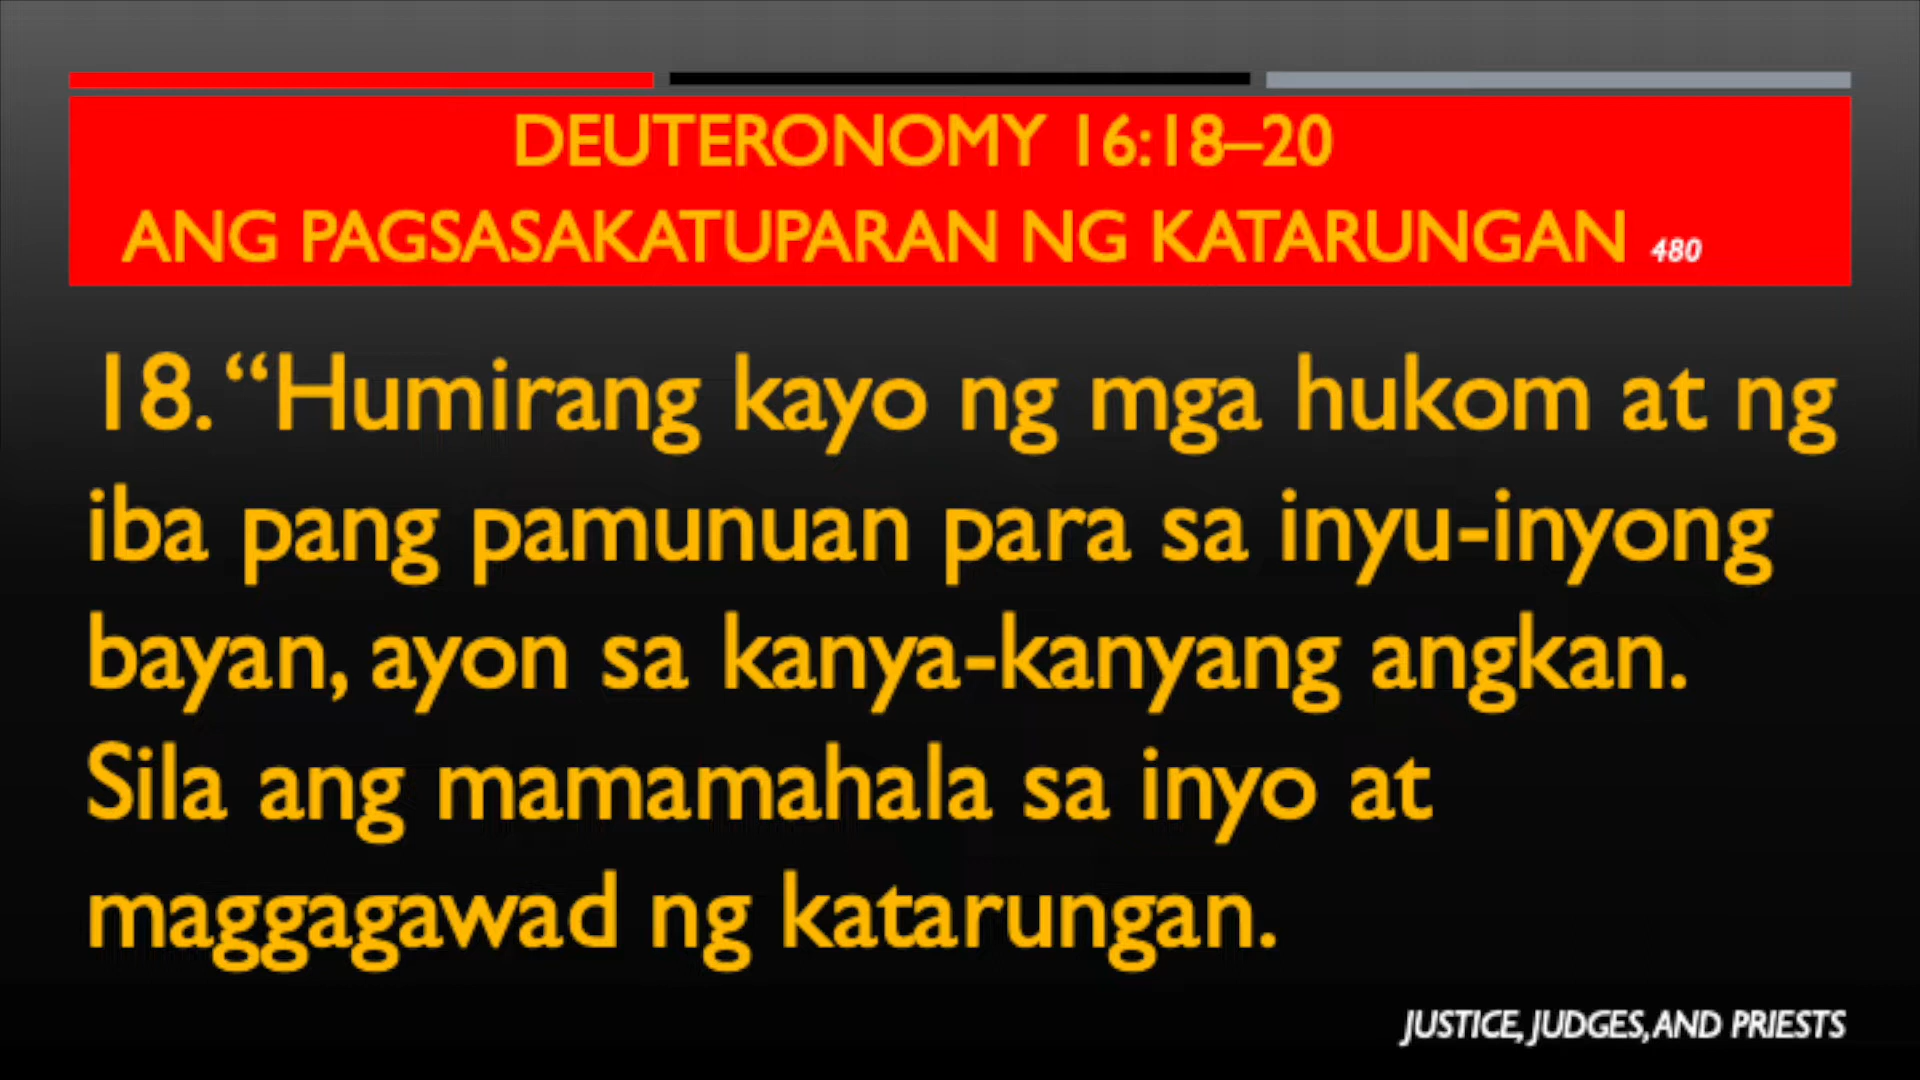 DEUTERONOMY 16:18–20
ANG PAGSASAKATUPARAN NG KATARUNGAN 480
18. “Humirang kayo ng mga hukom at ng
iba pang pamunuan para sa inyu-inyong
bayan, ayon sa kanya-kanyang angkan.
Sila ang mamamahala sa inyo at
maggagawad ng katarungan.
JUSTICE, JUDGES, AND PRIESTS